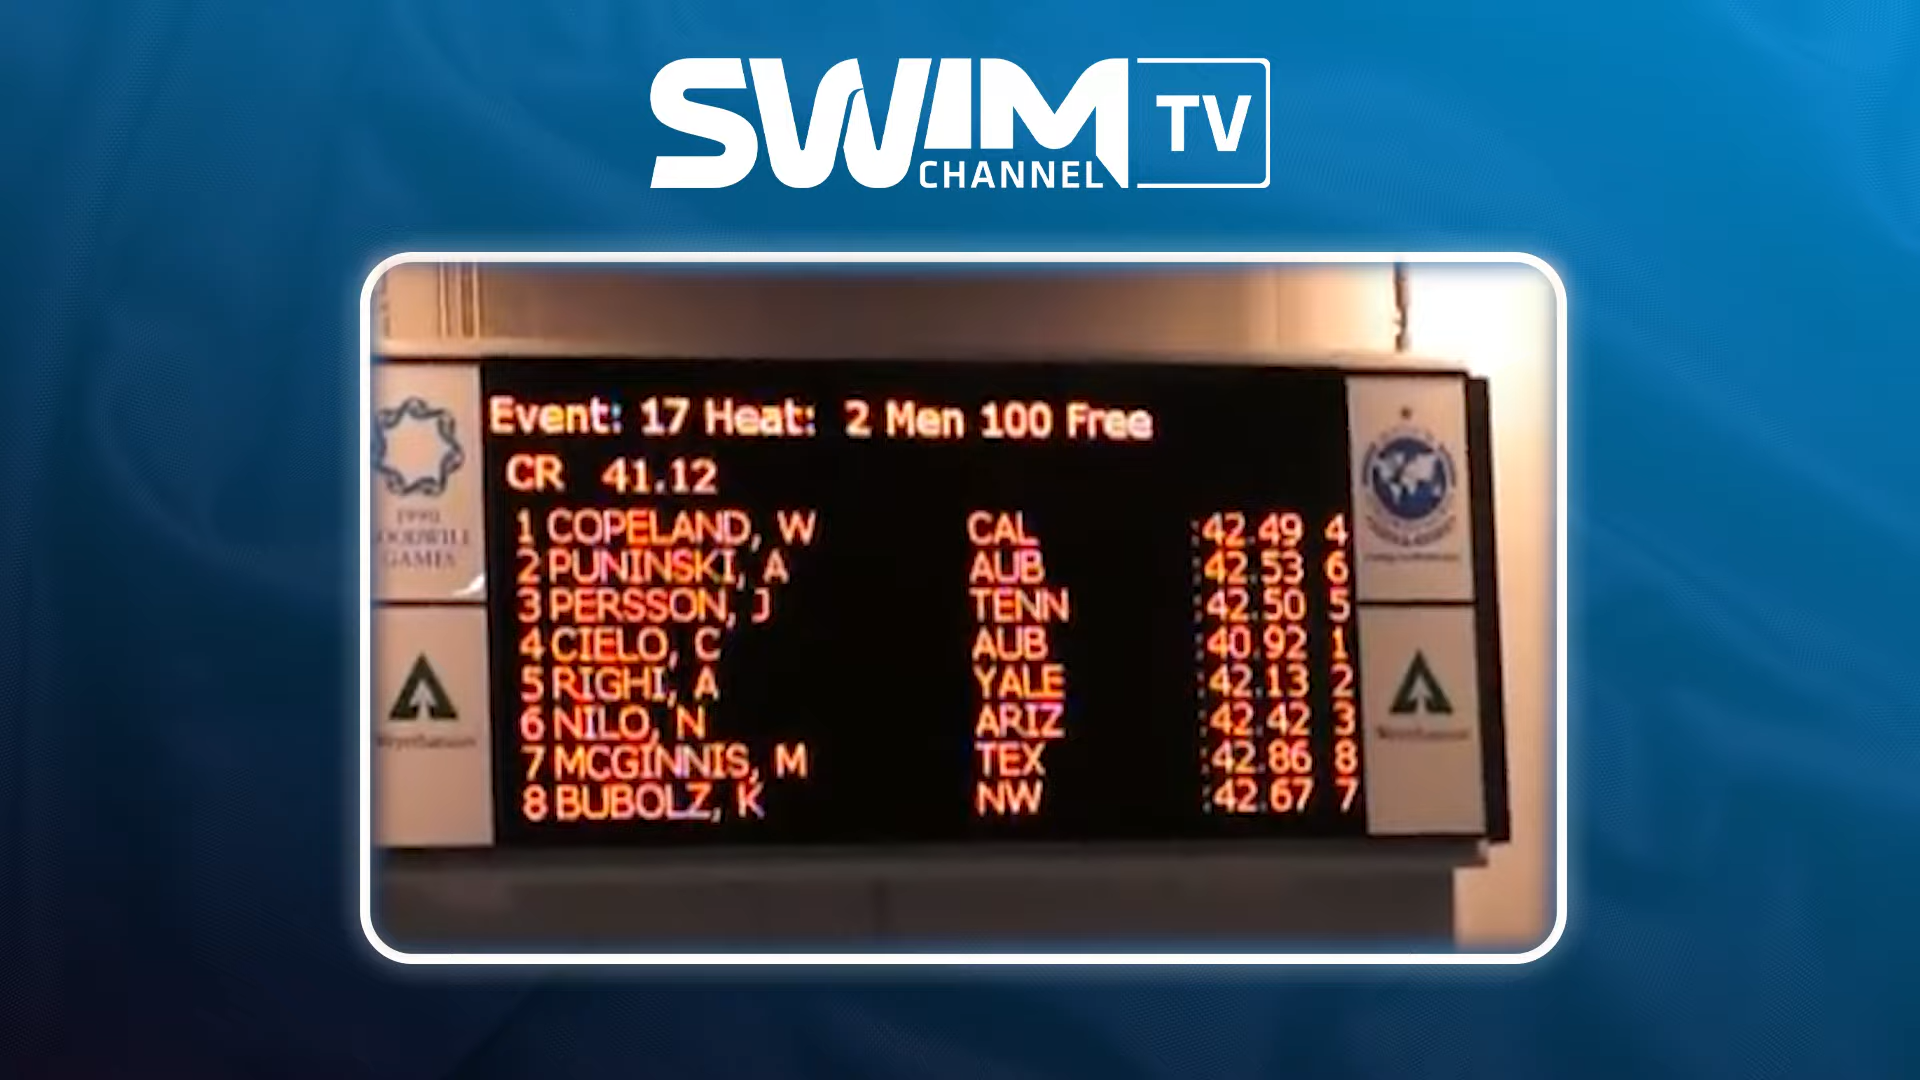 SWIM TV
CHANNEL
Event: 17 Heat: 2 Men 100 Free
CR 41.12
1 COPELAND, W CAL :42.49 4
2 PUNINSKI, A AUB :42.53 6
3 PERSSON, J TENN :42.50 5
4 CIELO, C AUB :40.92 1
5 RIGHI, A YALE :42.13 2
6 NILO, N ARIZ :42.42 3
7 MCGINNIS, M TEX :42.86 8
8 BUBOLZ, K NW :42.67 7
1990
GOODWILL
GAMES